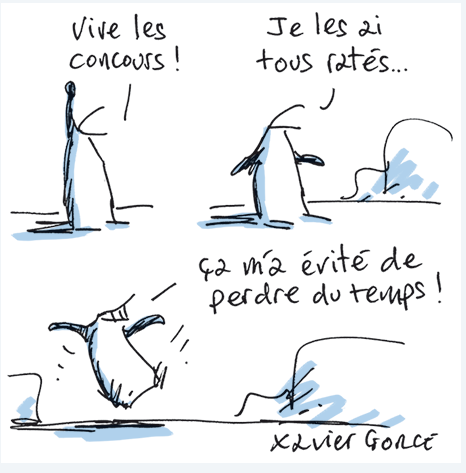 Vive les
concours !
Je les ai
tous ratés...
ça m'a évité de
perdre du temps !
Xavier Gorce